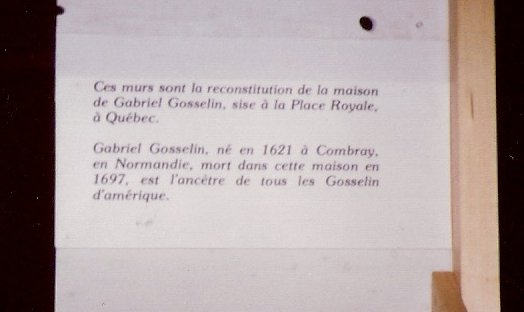 Ces murs sont la reconstitution de la maison
de Gabriel Gosselin, sise à la Place Royale,
à Québec.
Gabriel Gosselin, né en 1621 à Combray,
en Normandie, mort dans cette maison en
1697, est l'ancêtre de tous les Gosselin
d'amérique.